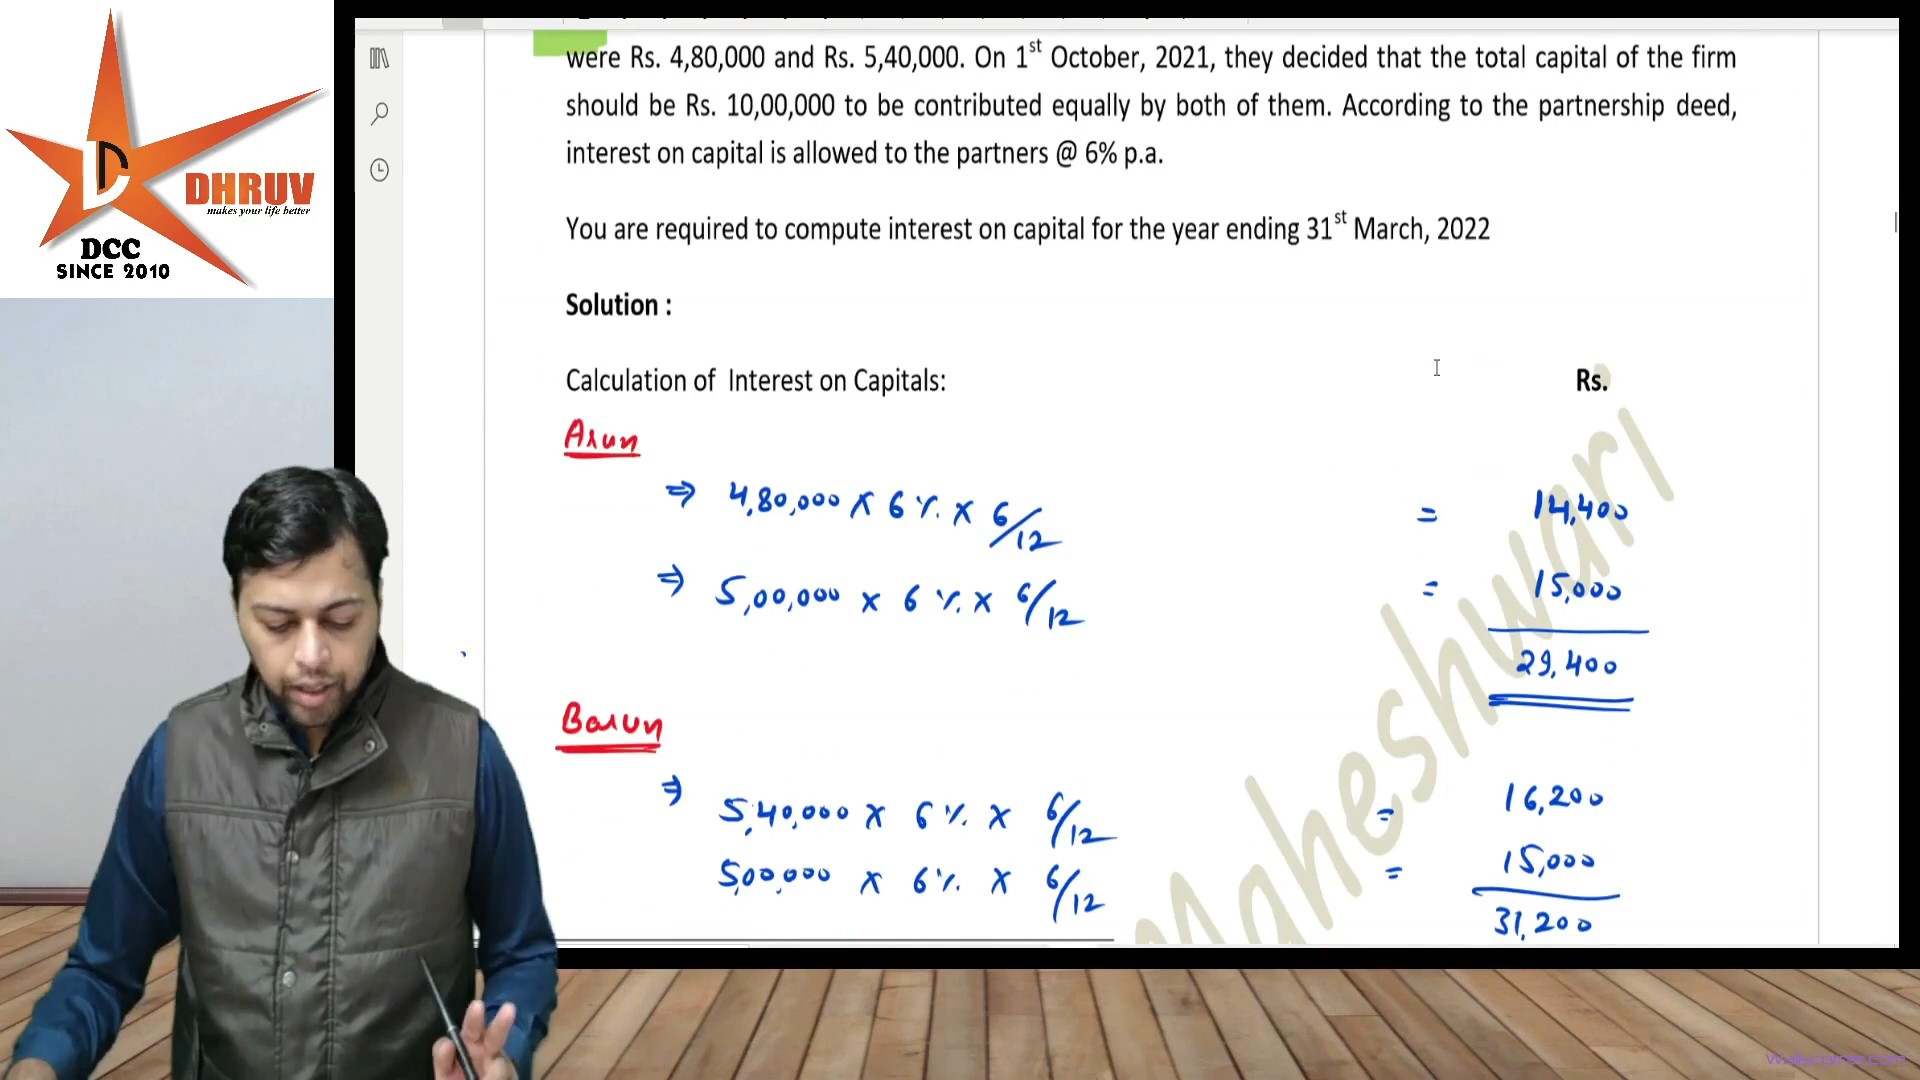 were Rs. 4,80,000 and Rs. 5,40,000. On 1st October, 2021, they decided that the total capital of the firm
should be Rs. 10,00,000 to be contributed equally by both of them. According to the partnership deed,
interest on capital is allowed to the partners @ 6% p.a.
You are required to compute interest on capital for the year ending 31st March, 2022
Solution :
Calculation of Interest on Capitals: Rs.
Arun
⇒ 4,80,000 × 6 % × 6/12 = 14,400
⇒ 5,00,000 × 6 % × 6/12 = 15,000
29,400
Barun
⇒ 5,40,000 × 6 % × 6/12 = 16,200
5,00,000 × 6 % × 6/12 = 15,000
31,200
Maheshwari
D
DHRUV
makes your life better
DCC
SINCE 2010